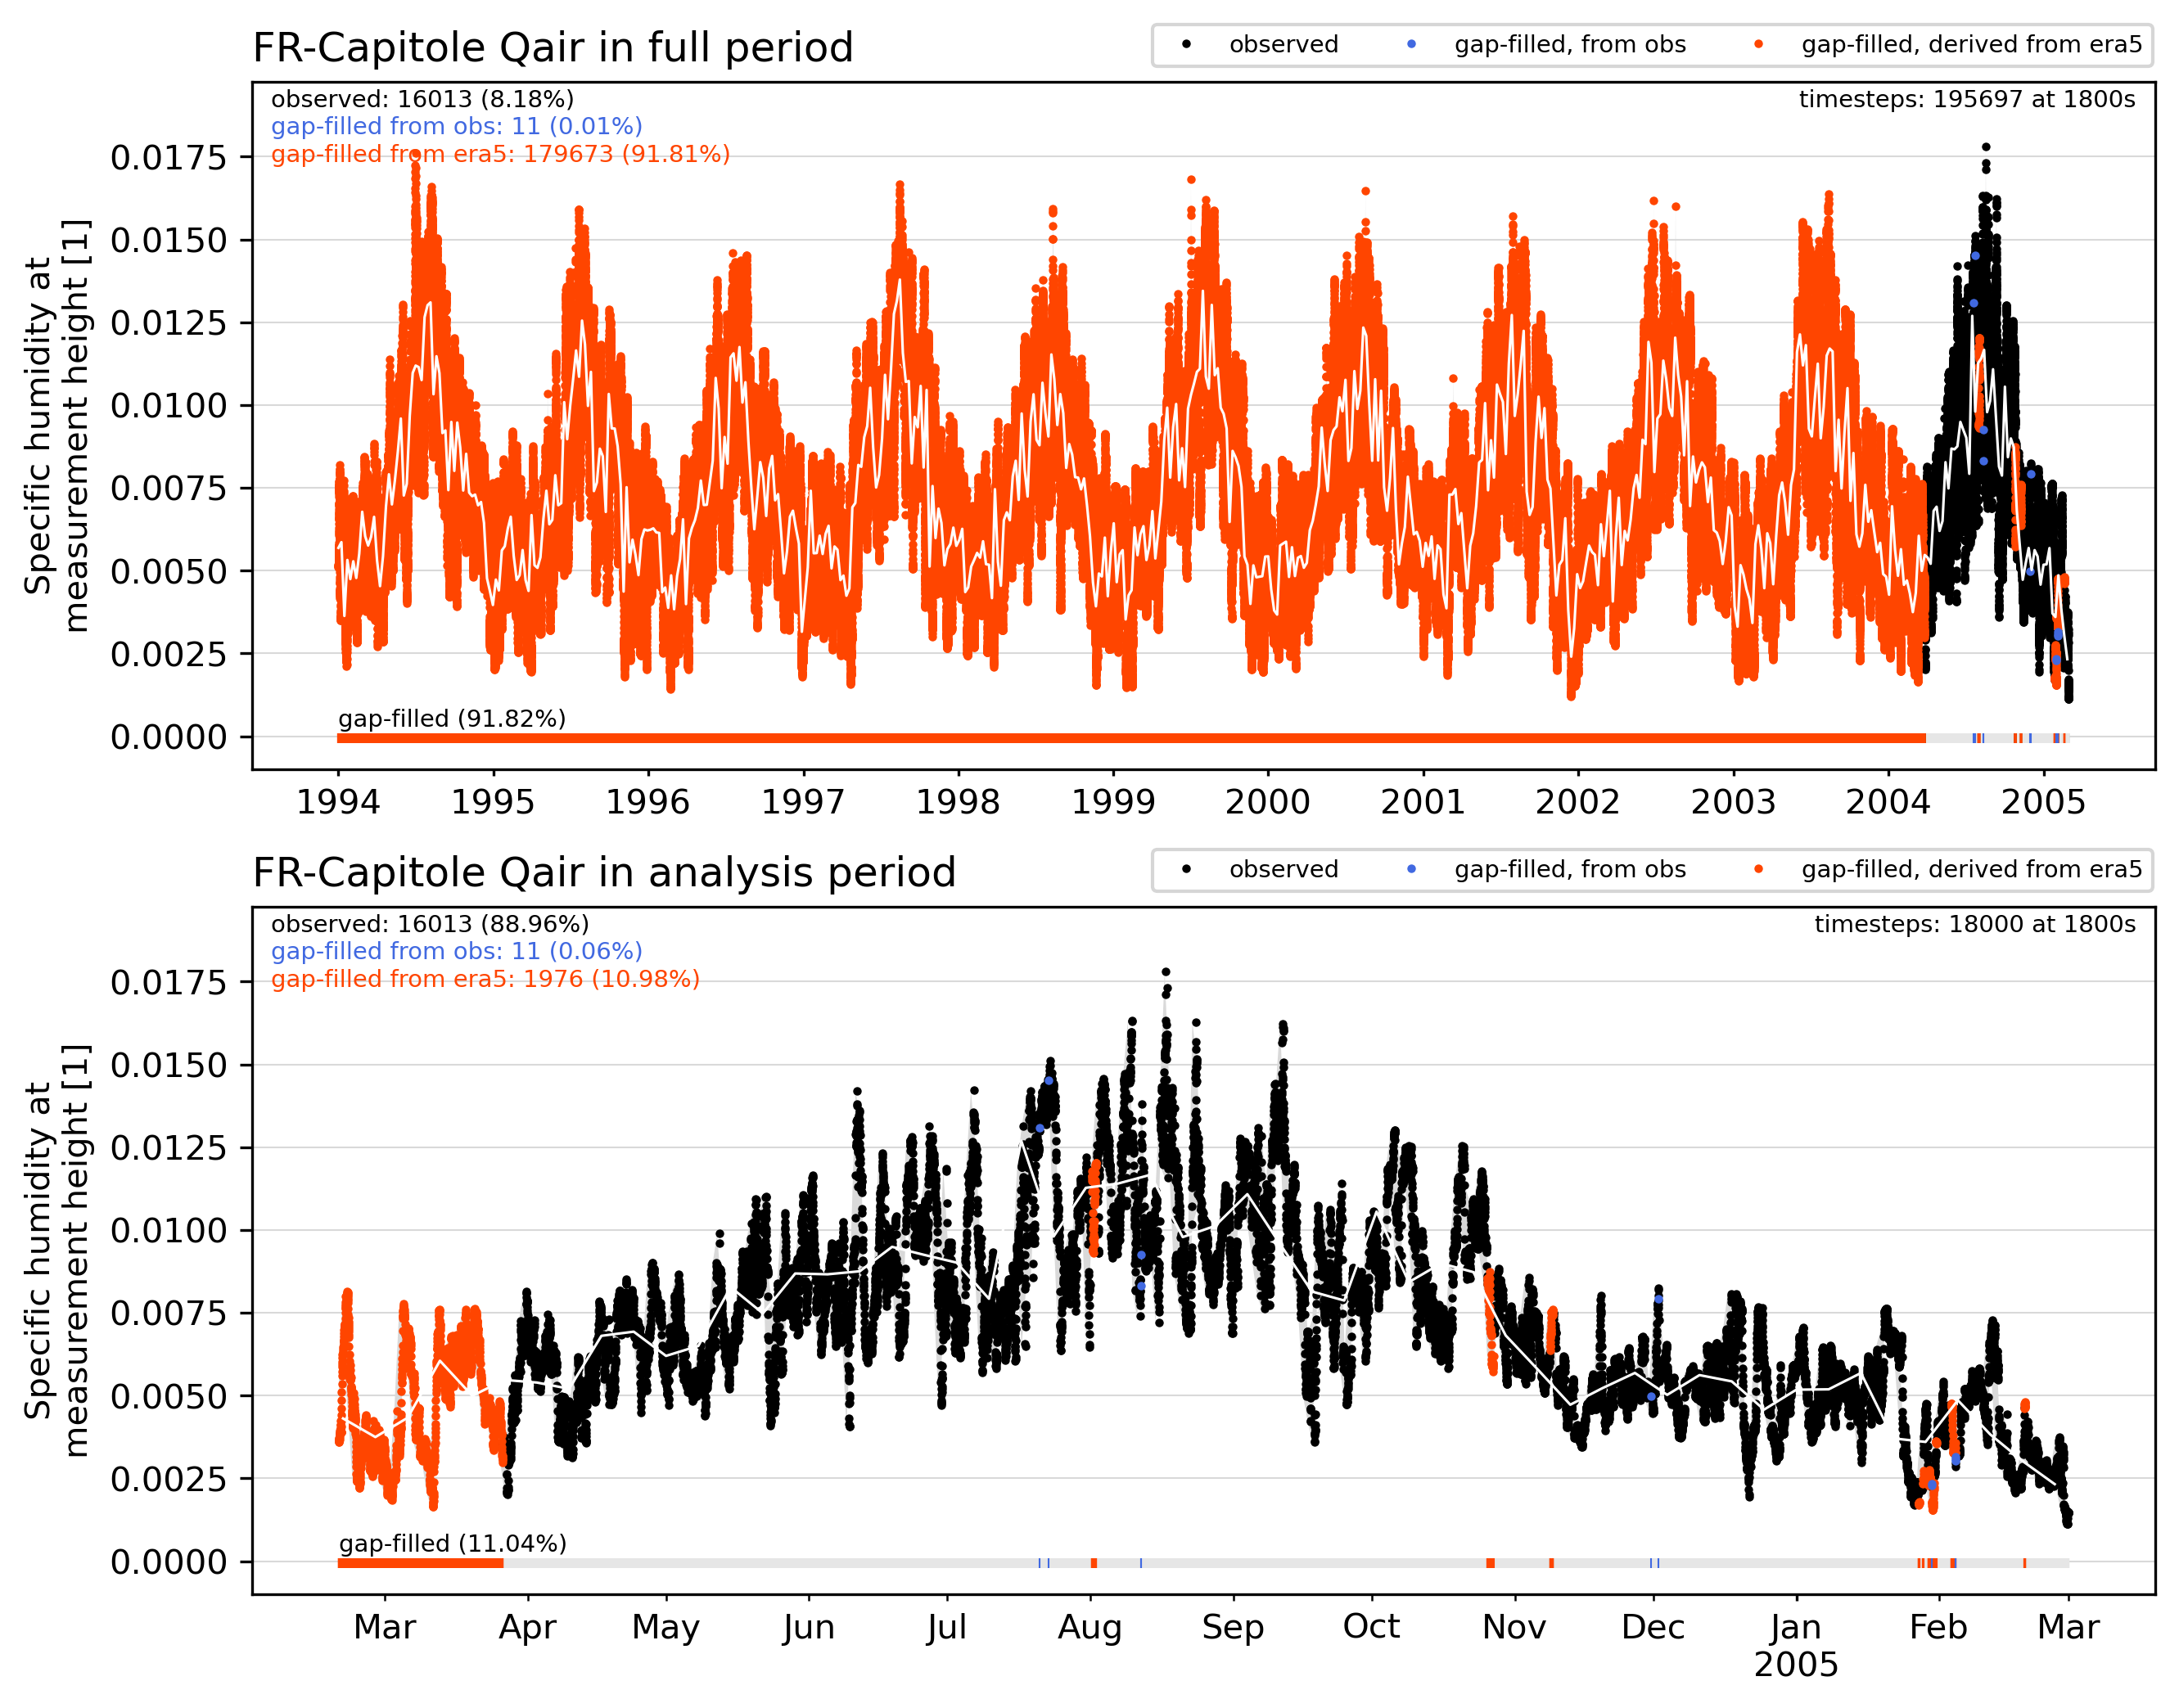 FR-Capitole Qair in full period
observed gap-filled, from obs gap-filled, derived from era5
observed: 16013 (8.18%)
timesteps: 195697 at 1800s
gap-filled from obs: 11 (0.01%)
gap-filled from era5: 179673 (91.81%)
Specific humidity at
measurement height [1]
0.0175
0.0150
0.0125
0.0100
0.0075
0.0050
0.0025
0.0000
gap-filled (91.82%)
1994 1995 1996 1997 1998 1999 2000 2001 2002 2003 2004 2005
FR-Capitole Qair in analysis period
observed gap-filled, from obs gap-filled, derived from era5
observed: 16013 (88.96%)
timesteps: 18000 at 1800s
gap-filled from obs: 11 (0.06%)
gap-filled from era5: 1976 (10.98%)
Specific humidity at
measurement height [1]
0.0175
0.0150
0.0125
0.0100
0.0075
0.0050
0.0025
0.0000
gap-filled (11.04%)
Mar Apr May Jun Jul Aug Sep Oct Nov Dec Jan Feb Mar
2005